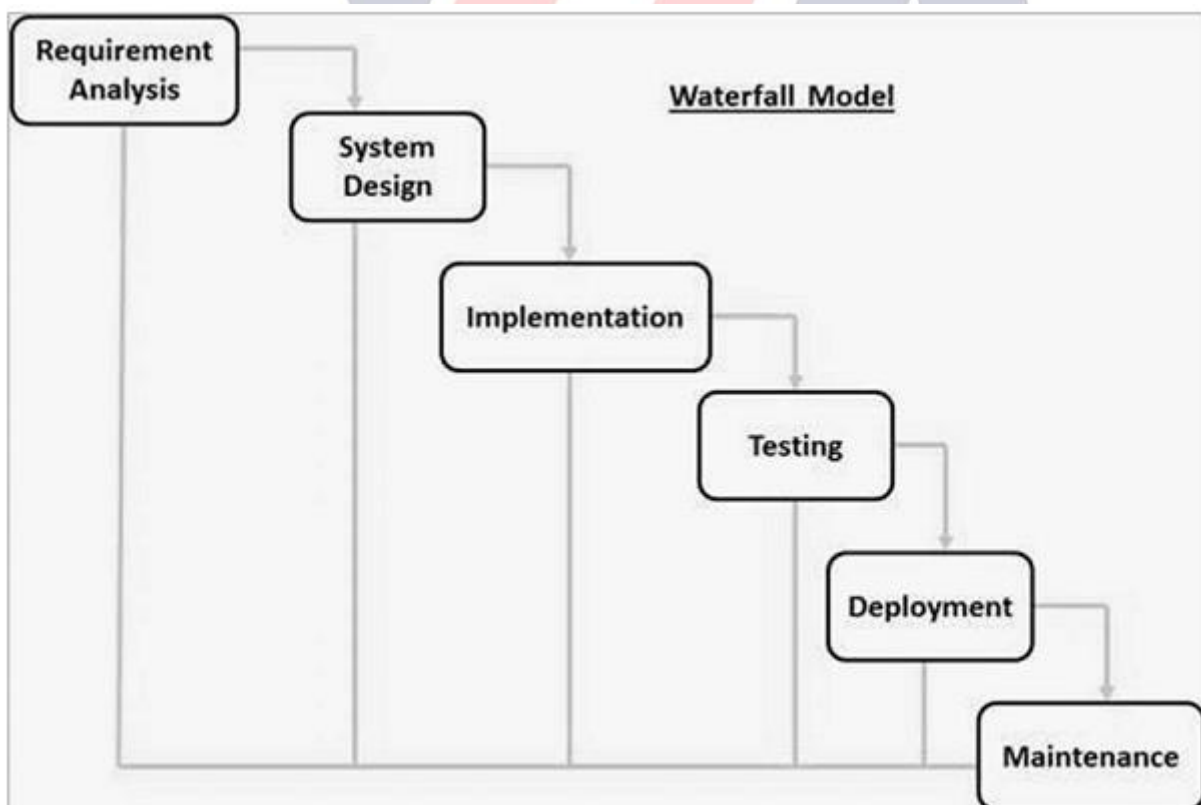 Requirement
Analysis
Waterfall Model
System
Design
Implementation
Testing
Deployment
Maintenance